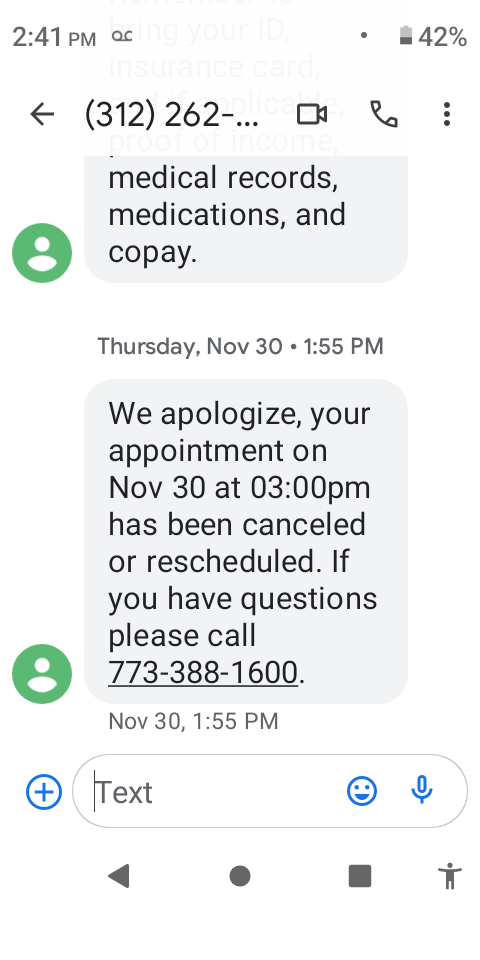 2:41 PM
42%
Remember to
bring your ID,
(312) 262-...
insurance card,
and if applicable,
proof of income,
medical records,
medications, and
copay.
Thursday, Nov 30 • 1:55 PM
We apologize, your
appointment on
Nov 30 at 03:00pm
has been canceled
or rescheduled. If
you have questions
please call
773-388-1600.
Nov 30, 1:55 PM
Text